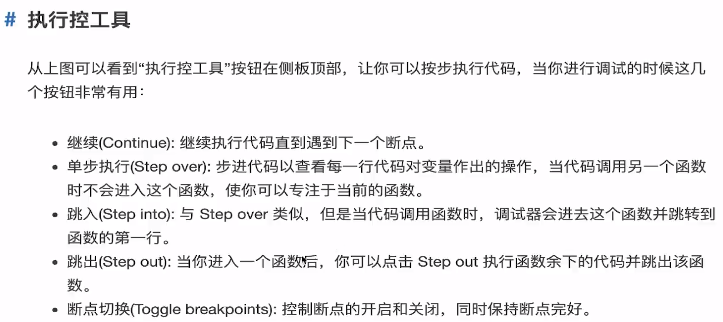 # 执行控工具
从上图可以看到“执行控工具”按钮在侧板顶部，让你可以按步执行代码，当你进行调试的时候这几
个按钮非常有用：
• 继续(Continue): 继续执行代码直到遇到下一个断点。
• 单步执行(Step over): 步进代码以查看每一行代码对变量作出的操作，当代码调用另一个函数
时不会进入这个函数，使你可以专注于当前的函数。
• 跳入(Step into): 与 Step over 类似，但是当代码调用函数时，调试器会进去这个函数并跳转到
函数的第一行。
• 跳出(Step out): 当你进入一个函数后，你可以点击 Step out 执行函数余下的代码并跳出该函
数。
• 断点切换(Toggle breakpoints): 控制断点的开启和关闭，同时保持断点完好。